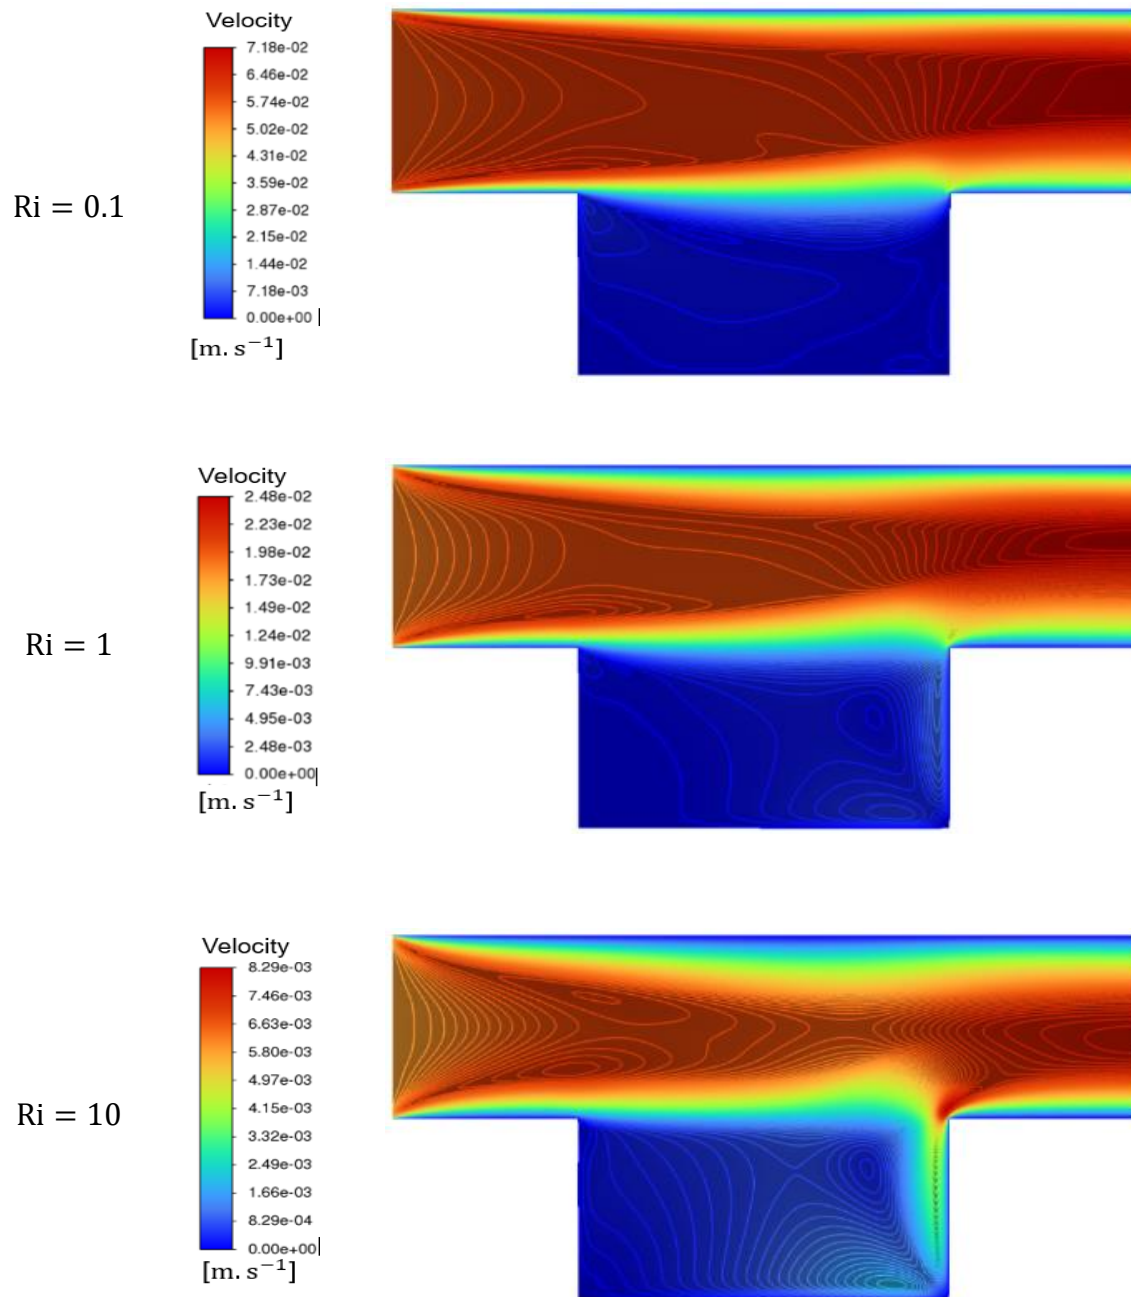 Velocity
7.18e-02
6.46e-02
5.74e-02
5.02e-02
4.31e-02
3.59e-02
2.87e-02
2.15e-02
1.44e-02
7.18e-03
0.00e+00
[m. s⁻¹]
Ri = 0.1
Velocity
2.48e-02
2.23e-02
1.98e-02
1.73e-02
1.49e-02
1.24e-02
9.91e-03
7.43e-03
4.95e-03
2.48e-03
0.00e+00
[m. s⁻¹]
Ri = 1
Velocity
8.29e-03
7.46e-03
6.63e-03
5.80e-03
4.97e-03
4.15e-03
3.32e-03
2.49e-03
1.66e-03
8.29e-04
0.00e+00
[m. s⁻¹]
Ri = 10